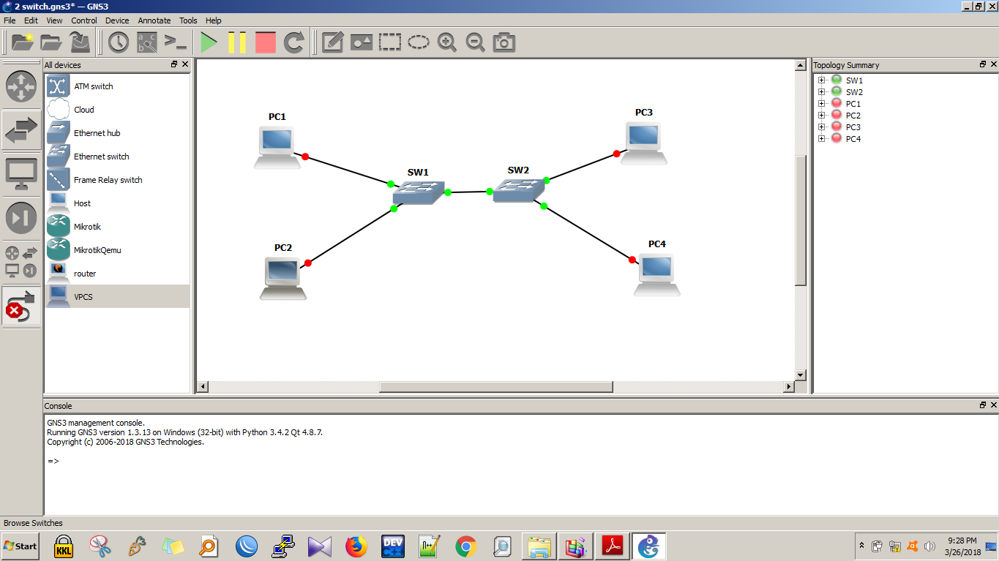 2 switch.gns3* — GNS3
File Edit View Control Device Annotate Tools Help
All devices
ATM switch
Cloud
Ethernet hub
Ethernet switch
Frame Relay switch
Host
Mikrotik
MikrotikQemu
router
VPCS
PC1
PC3
SW1
SW2
PC2
PC4
Topology Summary
SW1
SW2
PC1
PC2
PC3
PC4
Console
GNS3 management console.
Running GNS3 version 1.3.13 on Windows (32-bit) with Python 3.4.2 Qt 4.8.7.
Copyright (c) 2006-2018 GNS3 Technologies.
=>
Browse Switches
Start
KKL
DEV
C++
9:28 PM
3/26/2018